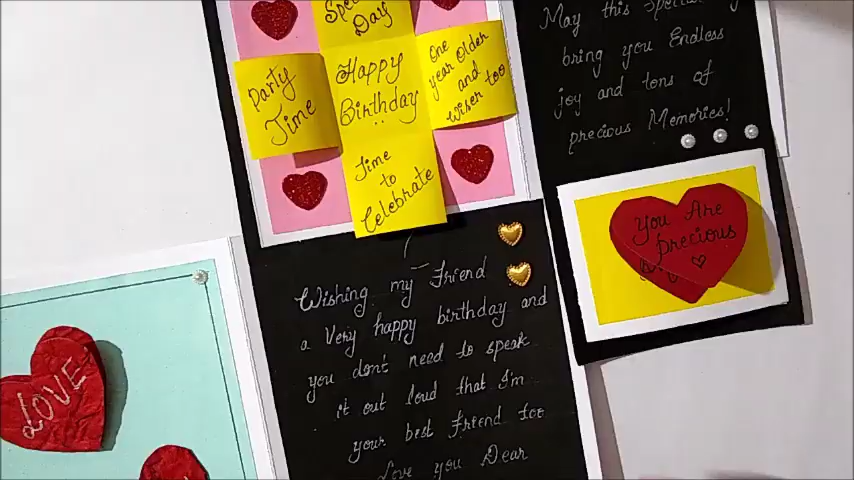 Special
Day
Party
Time
Happy
Birthday
One
year Older
and
Wiser too
Time
to
Celebrate
Wishing my Friend
a Very happy birthday and
you don't need to speak
it out loud that I'm
your best friend too
Love you Dear
May this Special
bring you Endless
joy and tons of
precious Memories!
You Are
precious
LOVE